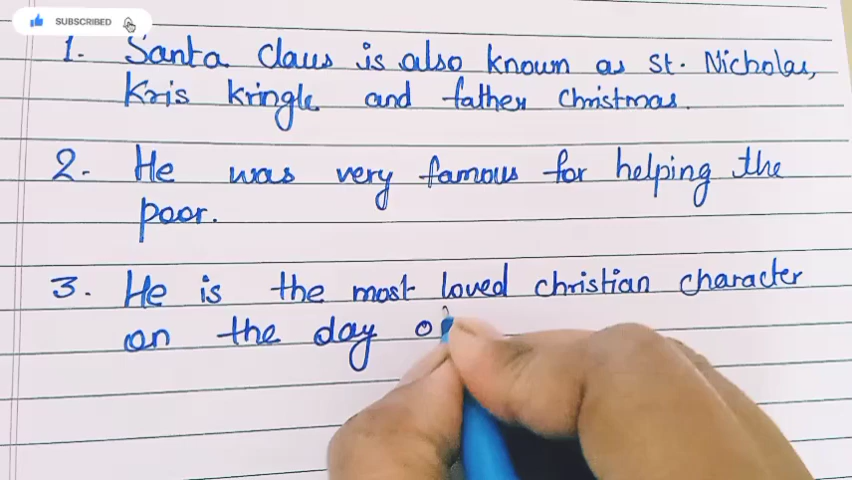 SUBSCRIBED
1. Santa claus is also known as St. Nicholas,
Kris kringle and father Christmas.
2. He was very famous for helping the
poor.
3. He is the most loved christian character
on the day o